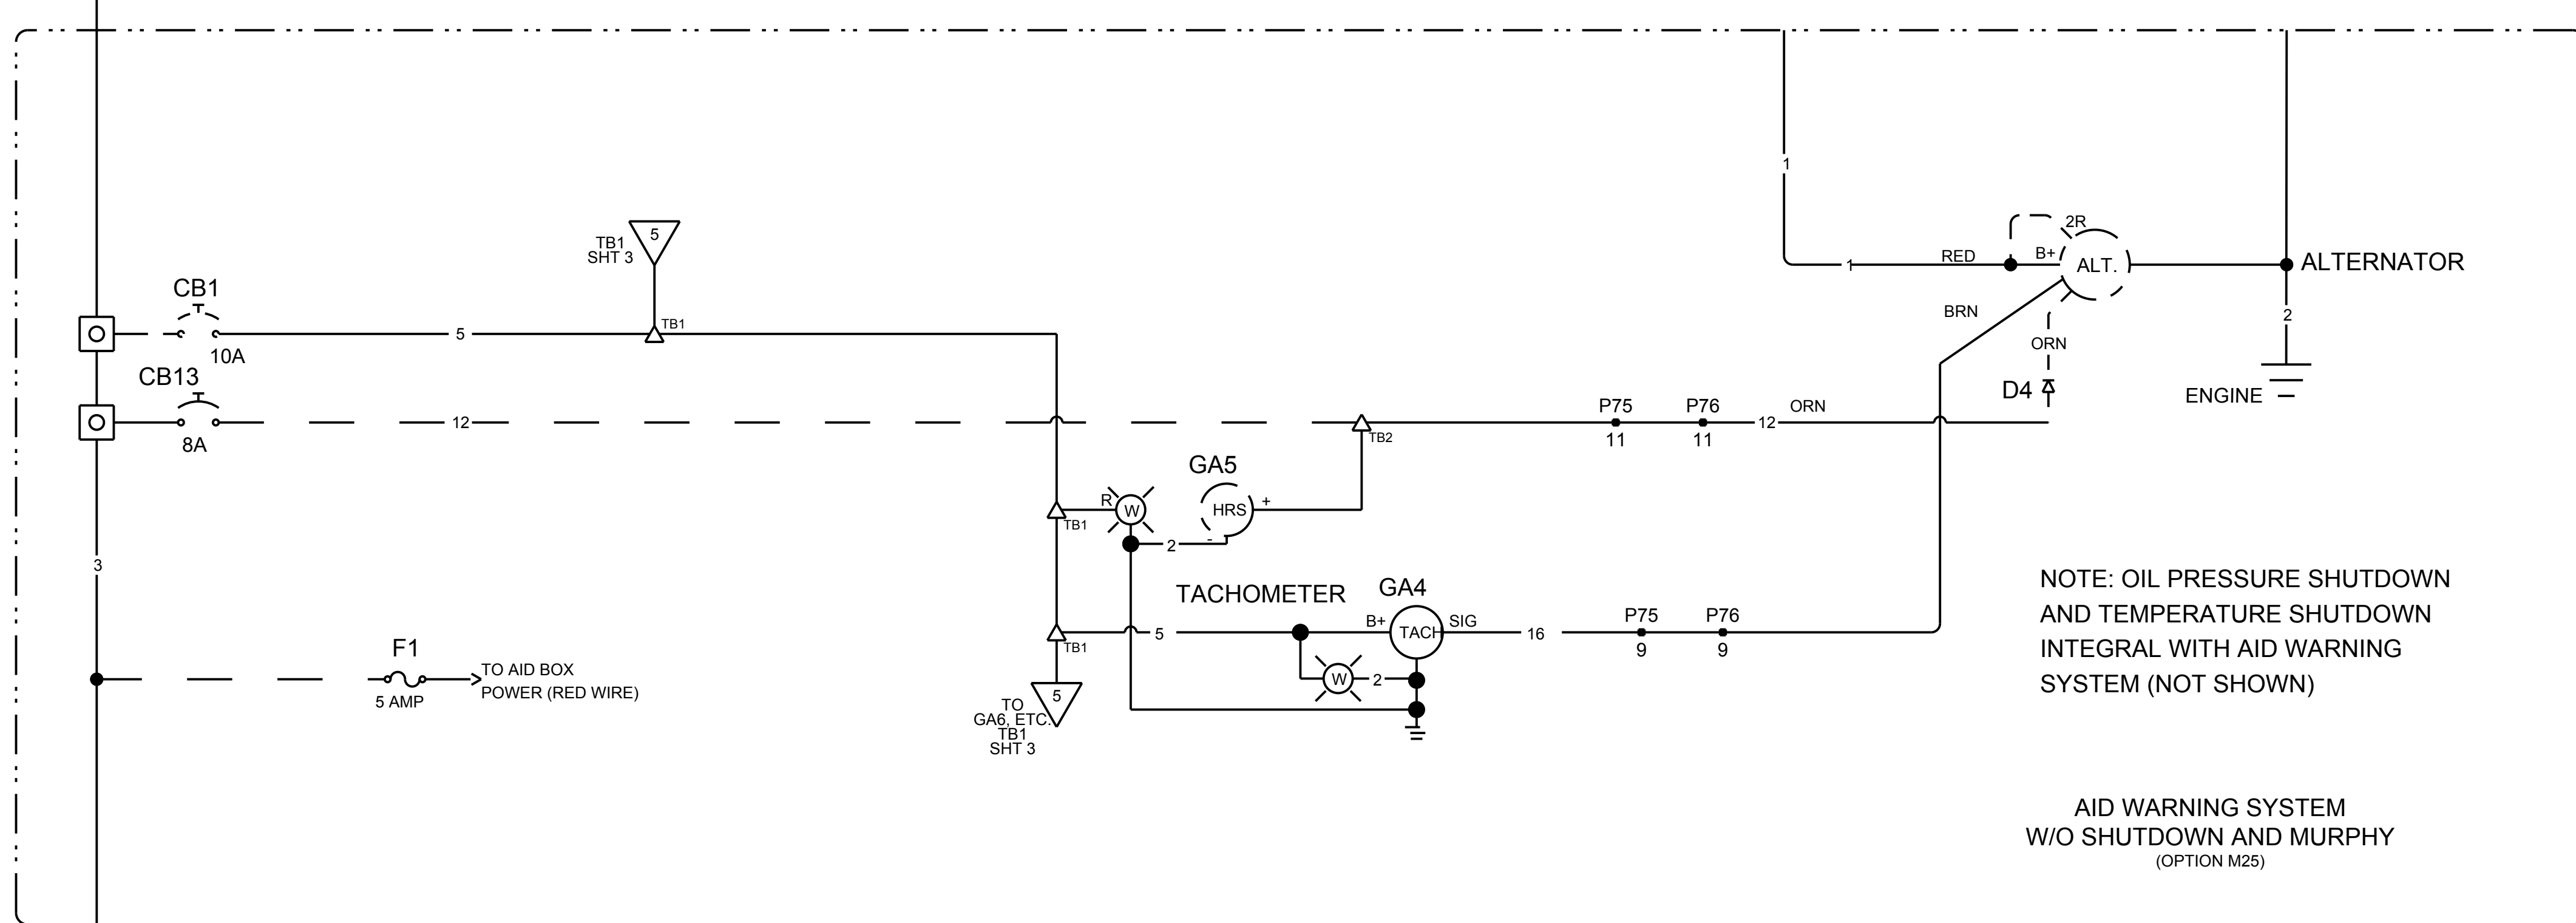 1
5
TB1
SHT 3
2R
RED
B+
ALT.
ALTERNATOR
1
CB1
10A
5
TB1
BRN
2
ORN
D4
ENGINE
CB13
8A
12
TB2
P75
11
P76
11
12
ORN
GA5
R
W
TB1
HRS
+
-
2
3
TACHOMETER
GA4
B+
TACH
SIG
5
TB1
16
P75
9
P76
9
W
2
F1
5 AMP
TO AID BOX
POWER (RED WIRE)
5
TO
GA6, ETC.
TB1
SHT 3
NOTE: OIL PRESSURE SHUTDOWN
AND TEMPERATURE SHUTDOWN
INTEGRAL WITH AID WARNING
SYSTEM (NOT SHOWN)
AID WARNING SYSTEM
W/O SHUTDOWN AND MURPHY
(OPTION M25)